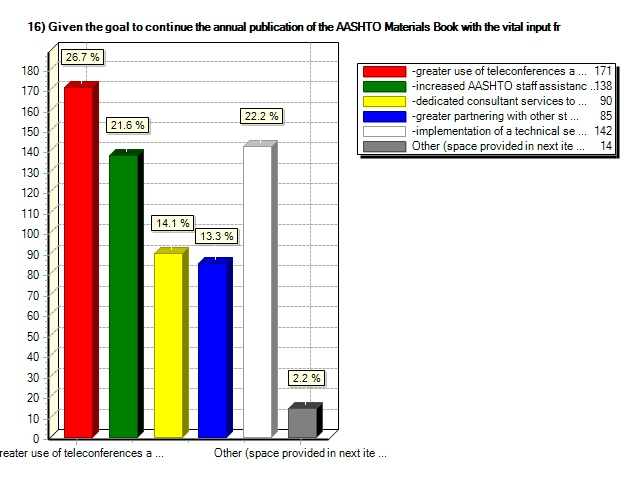 16) Given the goal to continue the annual publication of the AASHTO Materials Book with the vital input fr
26.7 %
21.6 %
14.1 %
13.3 %
22.2 %
2.2 %
180
170
160
150
140
130
120
110
100
90
80
70
60
50
40
30
20
10
0
reater use of teleconferences a ...
Other (space provided in next ite ...
-greater use of teleconferences a ... 171
-increased AASHTO staff assistanc ..138
-dedicated consultant services to ... 90
-greater partnering with other st ... 85
-implementation of a technical se ... 142
Other (space provided in next ite ... 14